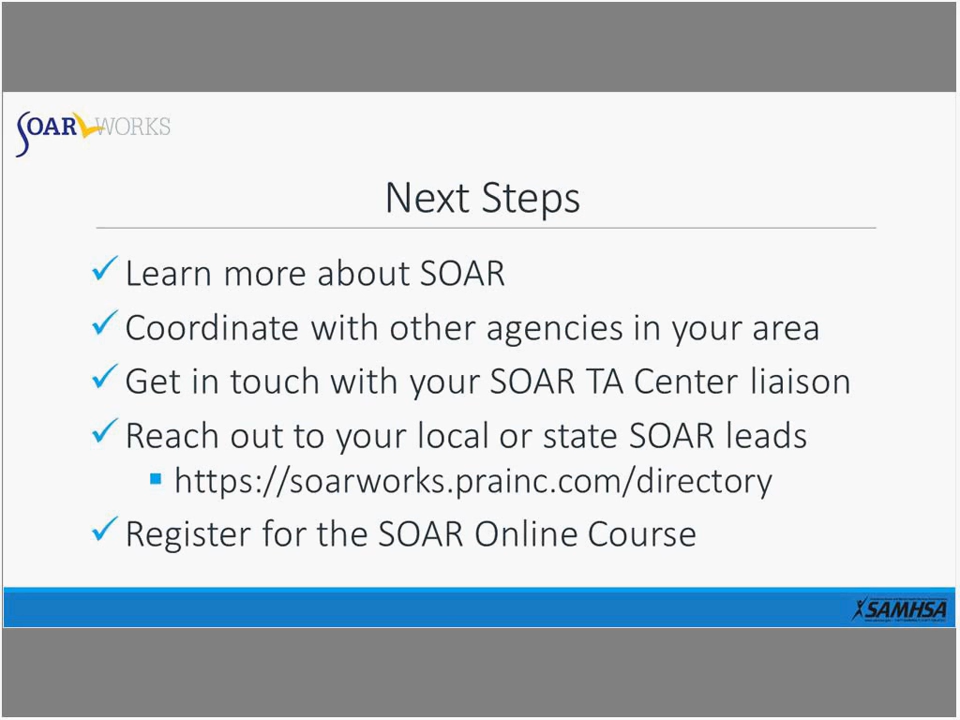 SOAR WORKS
Next Steps
Learn more about SOAR
Coordinate with other agencies in your area
Get in touch with your SOAR TA Center liaison
Reach out to your local or state SOAR leads
https://soarworks.prainc.com/directory
Register for the SOAR Online Course
SAMHSA